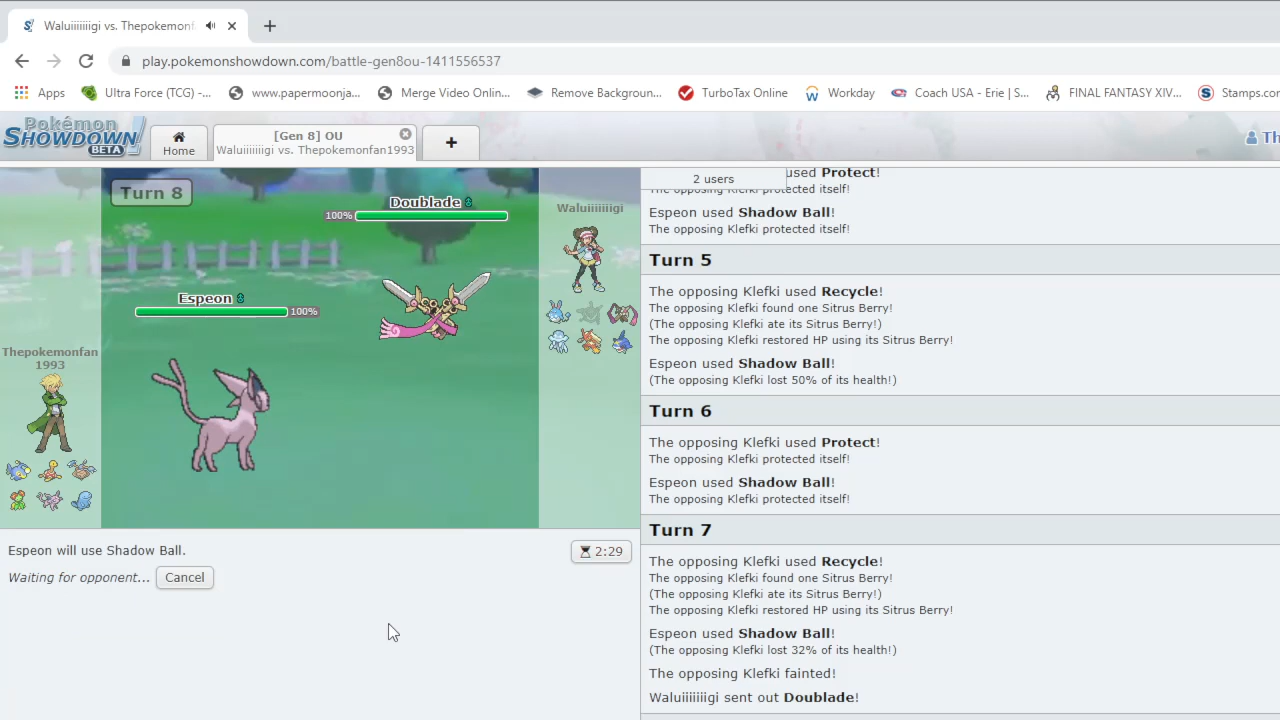 Waluiiiiiiigi vs. Thepokemonf
play.pokemonshowdown.com/battle-gen8ou-1411556537
Apps
Ultra Force (TCG) -...
www.papermoonja...
Merge Video Onlin...
Remove Backgroun...
TurboTax Online
Workday
Coach USA - Erie | S...
FINAL FANTASY XIV...
Stamps.com
Pokémon
SHOWDOWN!
BETA
Home
[Gen 8] OU
Waluiiiiiiigi vs. Thepokemonfan1993
+
Th
Turn 8
Doublade
100%
Espeon
100%
Waluiiiiiiigi
Thepokemonfan
1993
Espeon will use Shadow Ball.
Waiting for opponent...
Cancel
2:29
2 users
used Protect!
The opposing Klefki protected itself!
Espeon used Shadow Ball!
The opposing Klefki protected itself!
Turn 5
The opposing Klefki used Recycle!
The opposing Klefki found one Sitrus Berry!
(The opposing Klefki ate its Sitrus Berry!)
The opposing Klefki restored HP using its Sitrus Berry!
Espeon used Shadow Ball!
(The opposing Klefki lost 50% of its health!)
Turn 6
The opposing Klefki used Protect!
The opposing Klefki protected itself!
Espeon used Shadow Ball!
The opposing Klefki protected itself!
Turn 7
The opposing Klefki used Recycle!
The opposing Klefki found one Sitrus Berry!
(The opposing Klefki ate its Sitrus Berry!)
The opposing Klefki restored HP using its Sitrus Berry!
Espeon used Shadow Ball!
(The opposing Klefki lost 32% of its health!)
The opposing Klefki fainted!
Waluiiiiiiigi sent out Doublade!